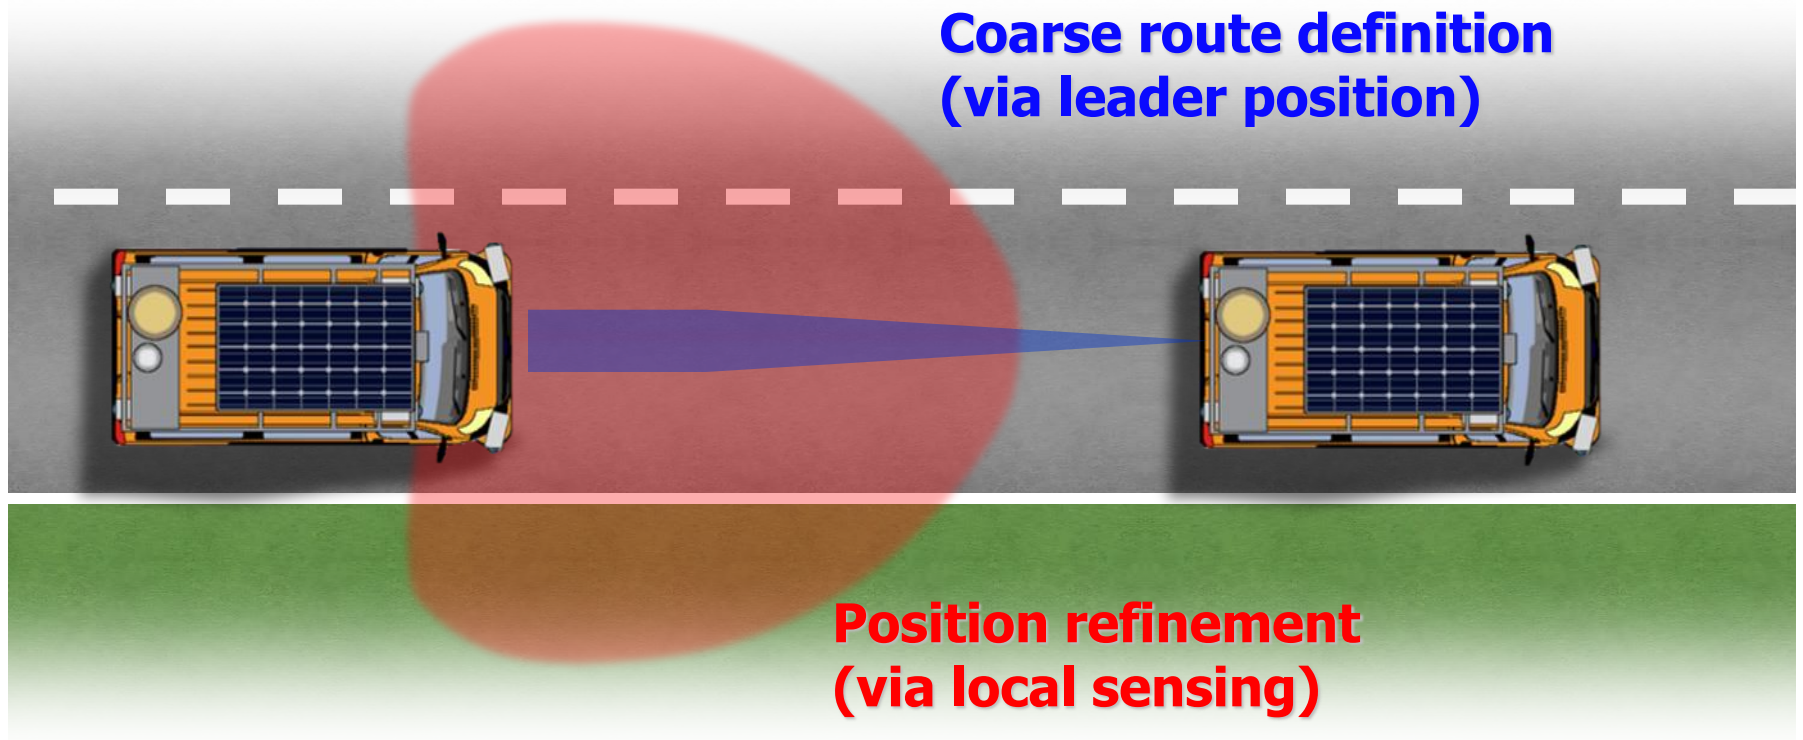 Coarse route definition
(via leader position)
Position refinement
(via local sensing)